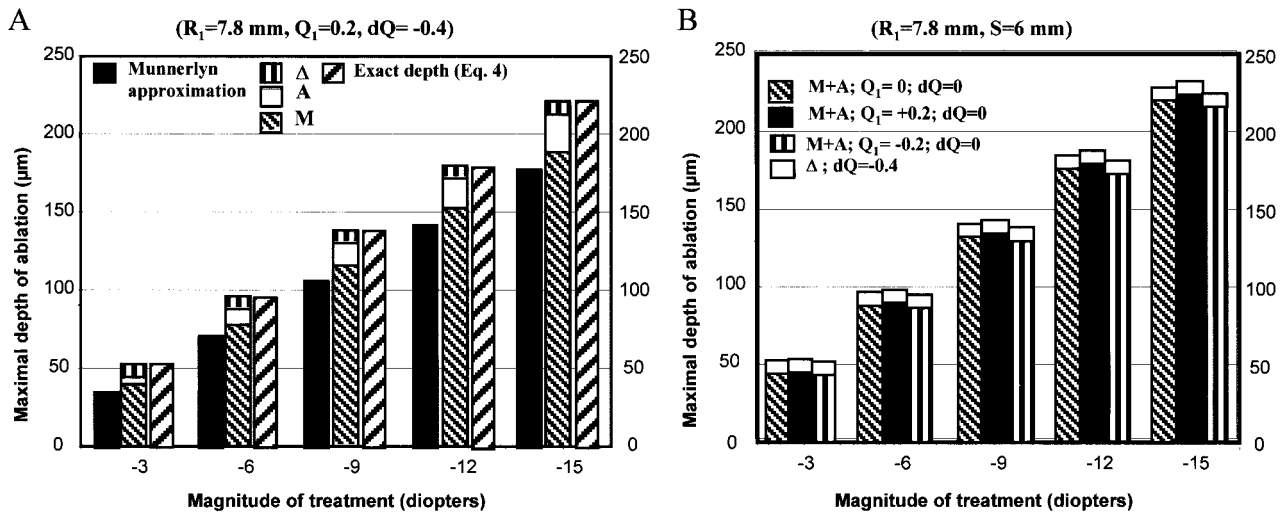 A
(R₁=7.8 mm, Q₁=0.2, dQ= -0.4)
250
200
150
100
50
0
Maximal depth of ablation (µm)
Munnerlyn
approximation
Δ
A
M
Exact depth (Eq. 4)
250
200
150
100
50
0
-3 -6 -9 -12 -15
Magnitude of treatment (diopters)
B
(R₁=7.8 mm, S=6 mm)
250
200
150
100
50
0
Maximal depth of ablation (µm)
M+A; Q₁= 0; dQ=0
M+A; Q₁= +0.2; dQ=0
M+A; Q₁= -0.2; dQ=0
Δ ; dQ=-0.4
250
200
150
100
50
0
-3 -6 -9 -12 -15
Magnitude of treatment (diopters)